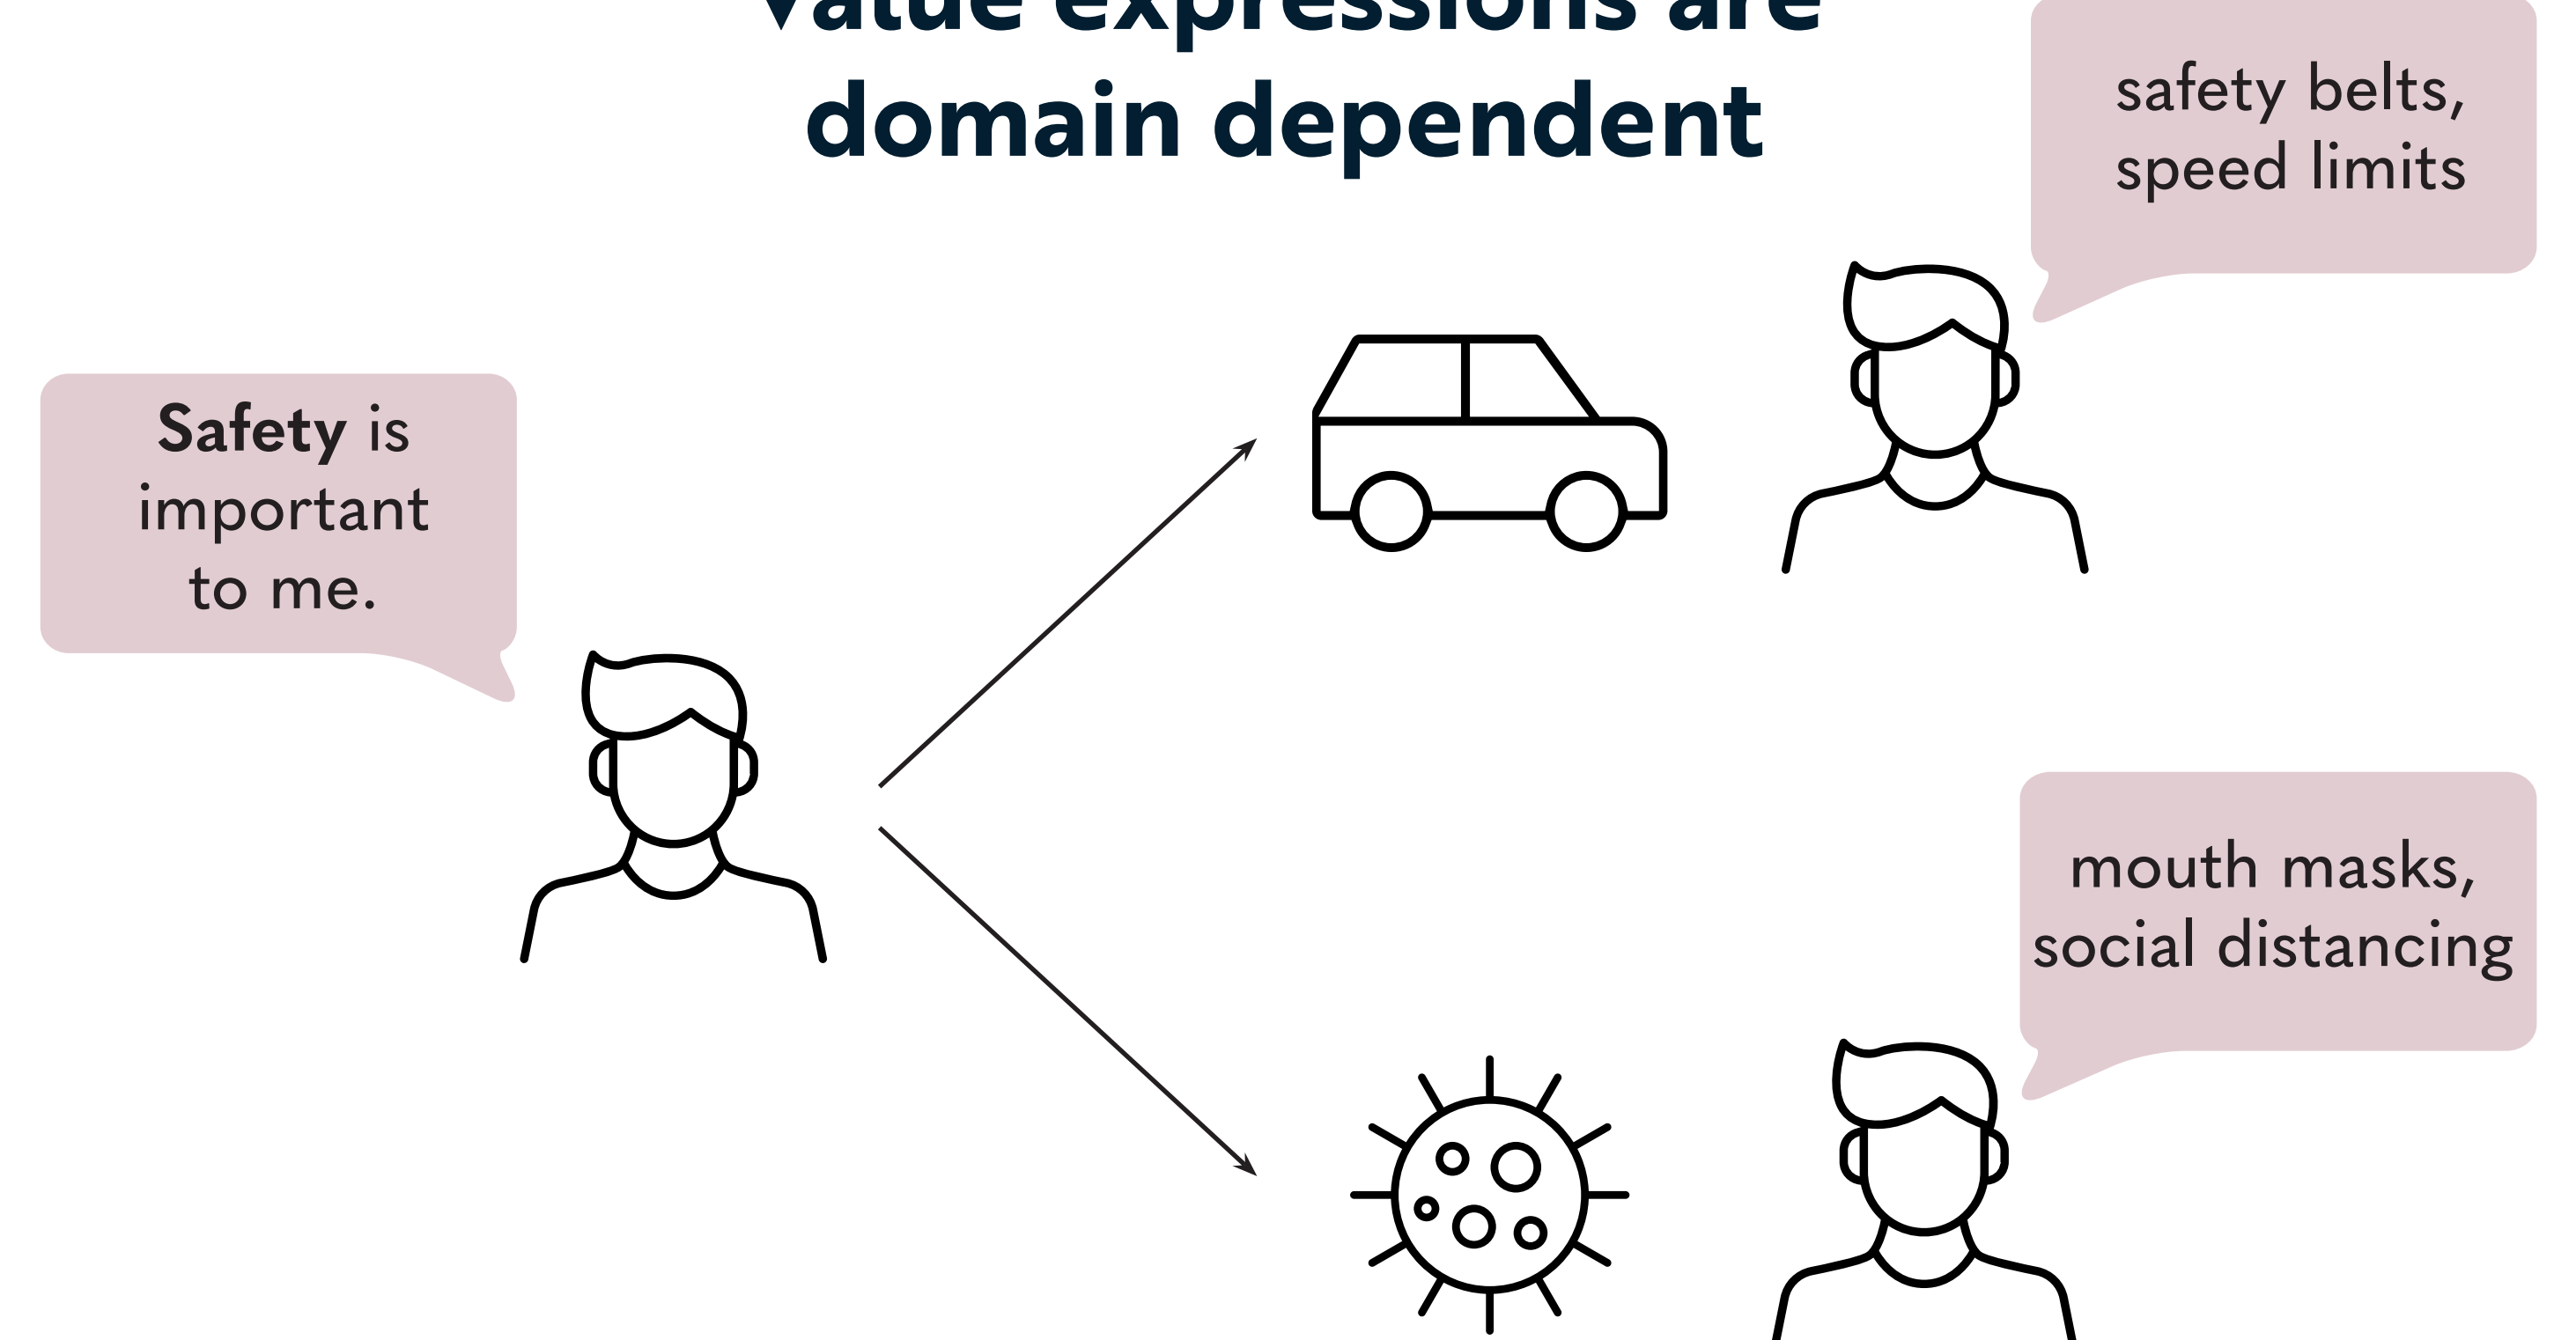 Value expressions are
domain dependent
safety belts,
speed limits
Safety is
important
to me.
mouth masks,
social distancing